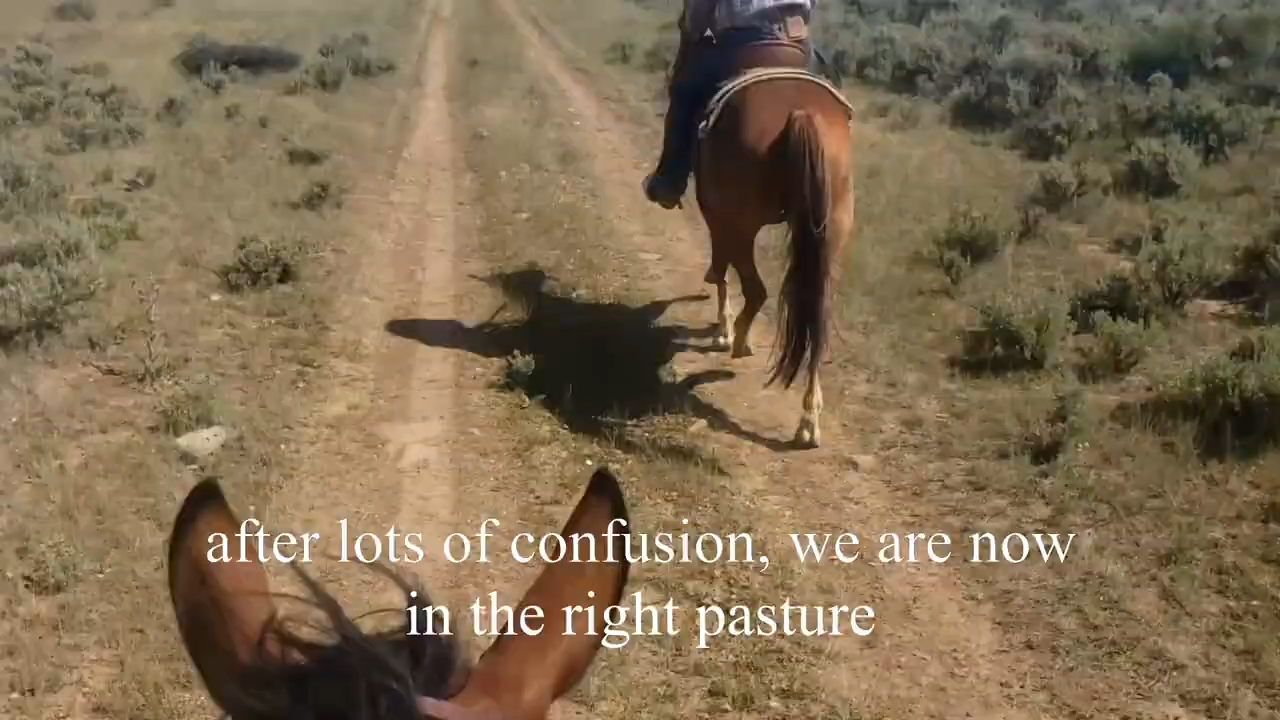 after lots of confusion, we are now
in the right pasture